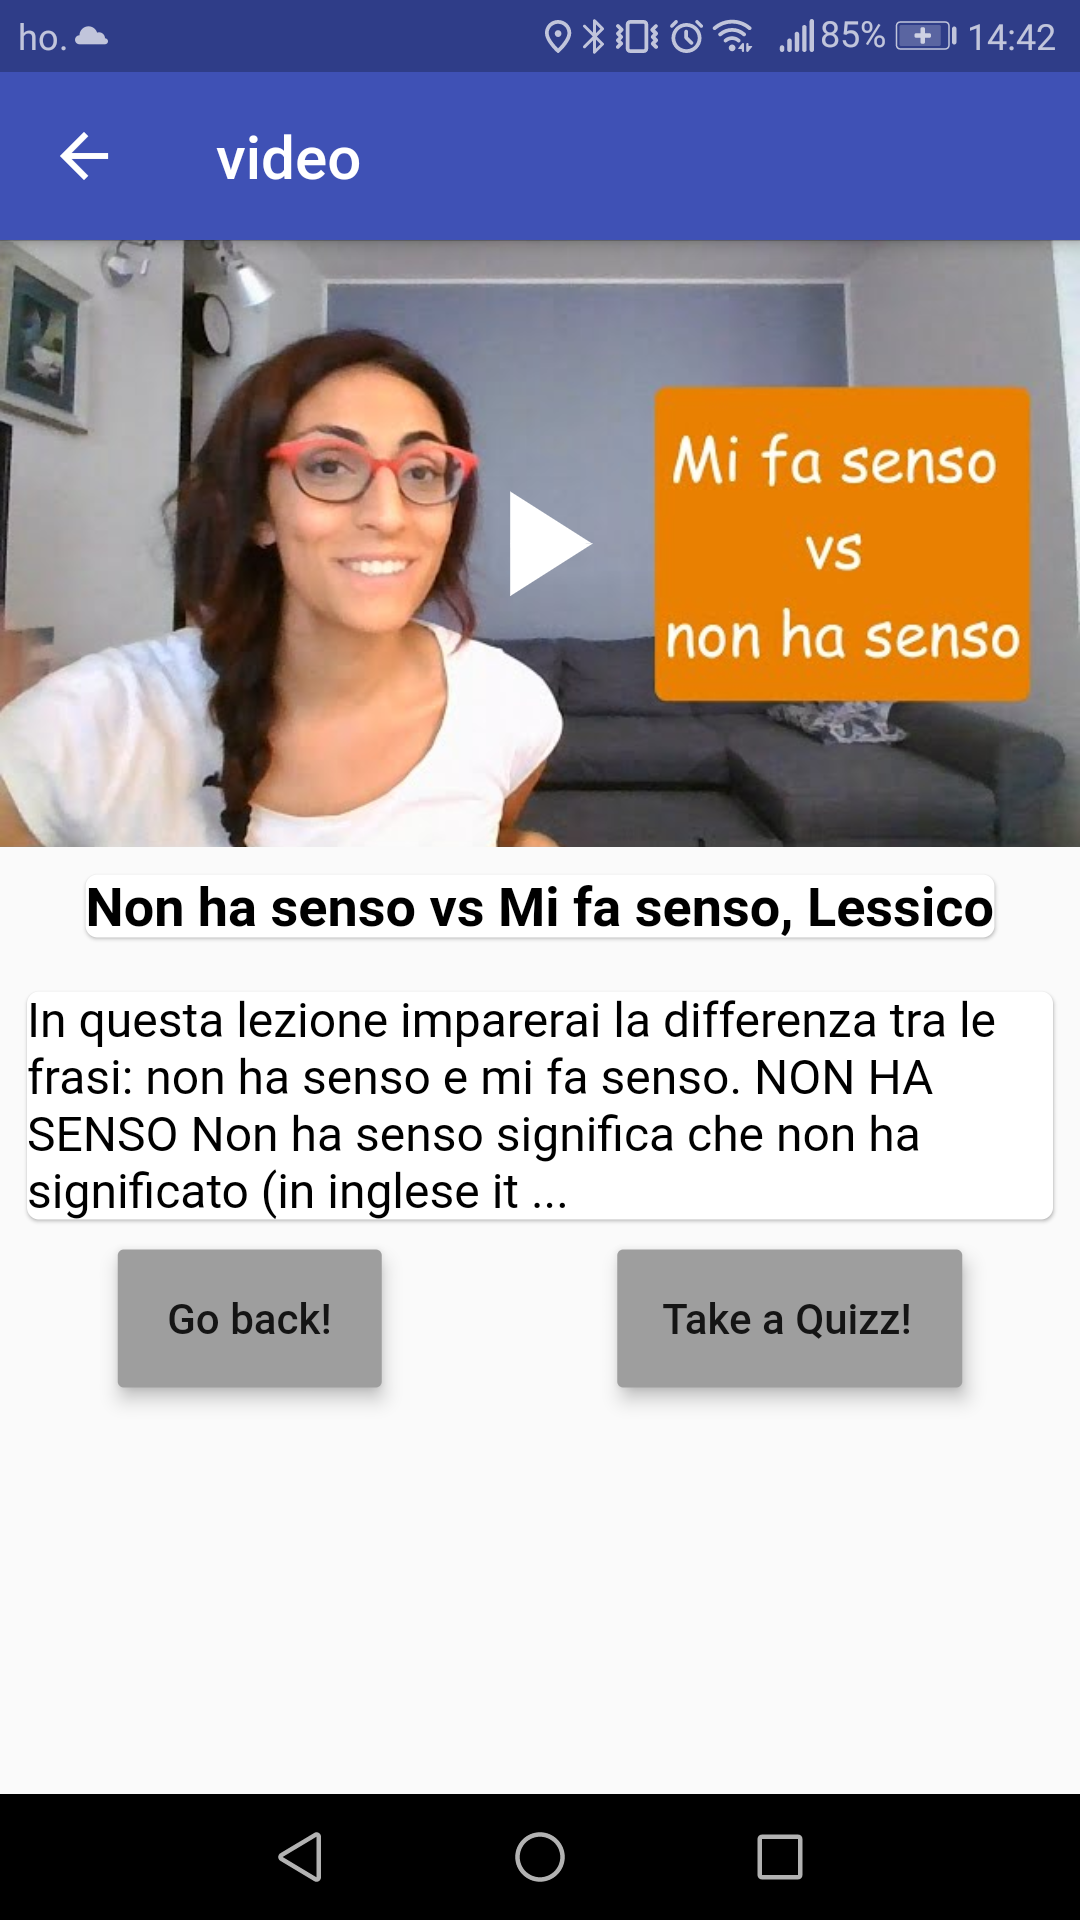 ho.
85%
14:42
video
Mi fa senso
vs
non ha senso
Non ha senso vs Mi fa senso, Lessico
In questa lezione imparerai la differenza tra le
frasi: non ha senso e mi fa senso. NON HA
SENSO Non ha senso significa che non ha
significato (in inglese it ...
Go back!
Take a Quizz!